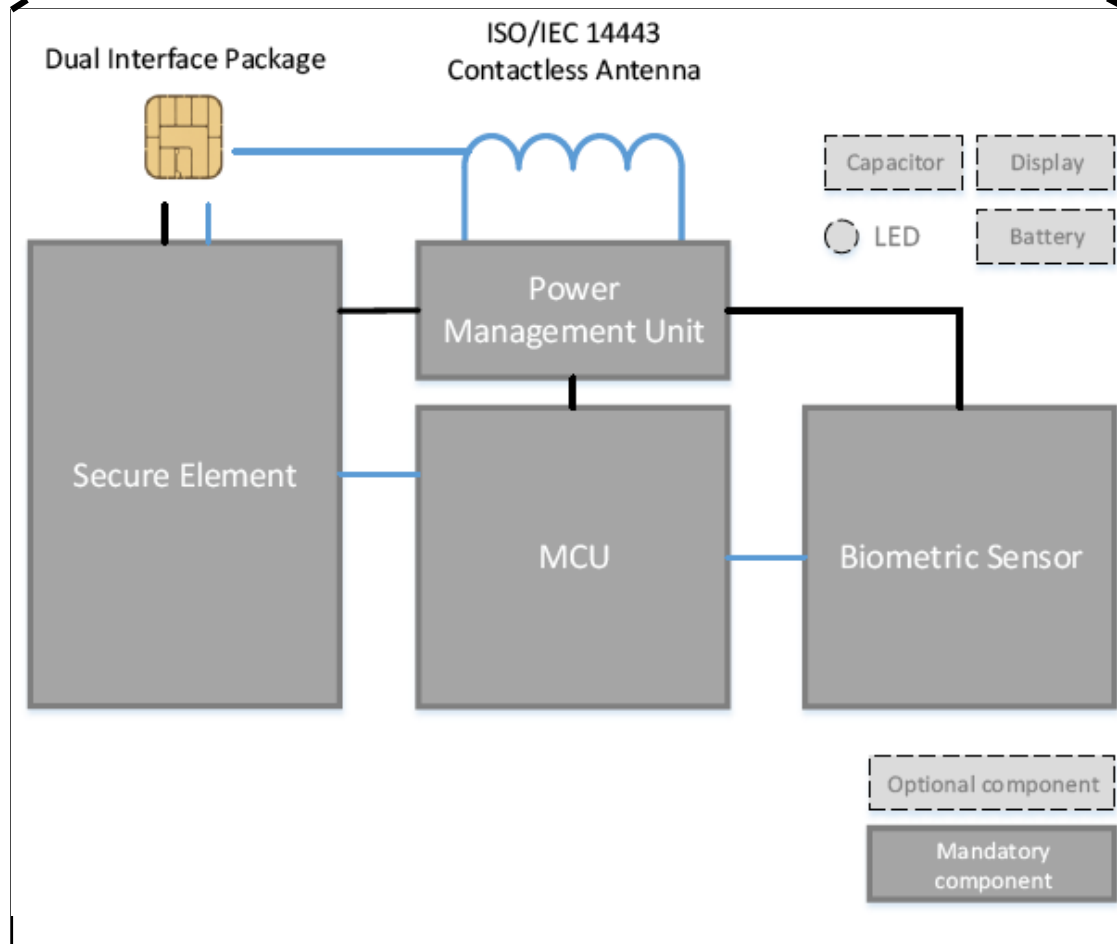 Dual Interface Package
ISO/IEC 14443
Contactless Antenna
Capacitor
Display
LED
Battery
Power
Management Unit
Secure Element
MCU
Biometric Sensor
Optional component
Mandatory
component